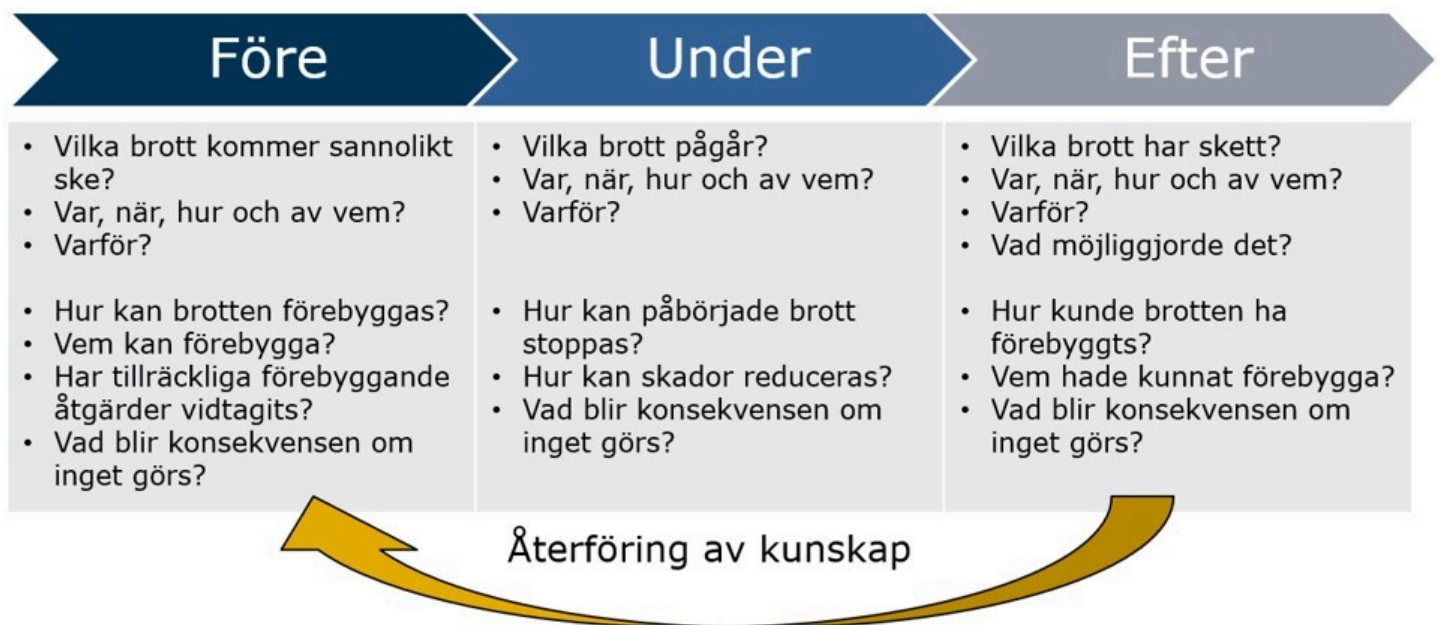 Före
Under
Efter
• Vilka brott kommer sannolikt
ske?
• Var, när, hur och av vem?
• Varför?
• Hur kan brotten förebyggas?
• Vem kan förebygga?
• Har tillräckliga förebyggande
åtgärder vidtagits?
• Vad blir konsekvensen om
inget görs?
• Vilka brott pågår?
• Var, när, hur och av vem?
• Varför?
• Hur kan påbörjade brott
stoppas?
• Hur kan skador reduceras?
• Vad blir konsekvensen om
inget görs?
• Vilka brott har skett?
• Var, när, hur och av vem?
• Varför?
• Vad möjliggjorde det?
• Hur kunde brotten ha
förebyggts?
• Vem hade kunnat förebygga?
• Vad blir konsekvensen om
inget görs?
Återföring av kunskap